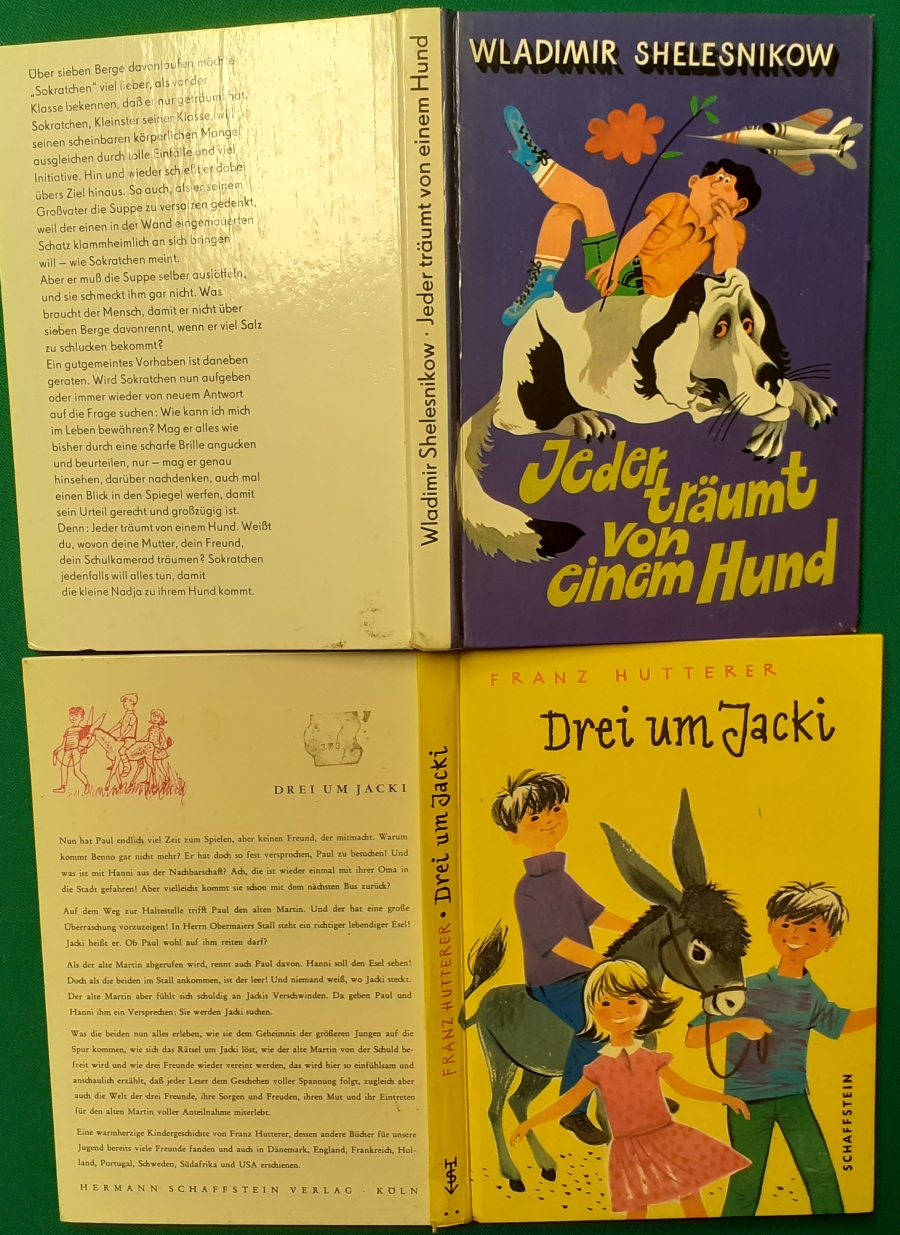 Über sieben Berge davonlaufen möchte
„Sokratchen" viel lieber, als vor der
Klasse bekennen, daß er nur geträumt hat.
Sokratchen, Kleinster seiner Klasse, will
seinen scheinbaren körperlichen Mangel
ausgleichen durch tolle Einfälle und viel
Initiative. Hin und wieder schießt er dabei
übers Ziel hinaus. So auch, als er seinem
Großvater die Suppe zu versalzen gedenkt,
weil der einen in der Wand eingemauerten
Schatz klammheimlich an sich bringen
will — wie Sokratchen meint.
Aber er muß die Suppe selber auslöffeln,
und sie schmeckt ihm gar nicht. Was
braucht der Mensch, damit er nicht über
sieben Berge davonrennt, wenn er viel Salz
zu schlucken bekommt?
Ein gutgemeintes Vorhaben ist daneben
geraten. Wird Sokratchen nun aufgeben
oder immer wieder von neuem Antwort
auf die Frage suchen: Wie kann ich mich
im Leben bewähren? Mag er alles wie
bisher durch eine scharfe Brille angucken
und beurteilen, nur — mag er genau
hinsehen, darüber nachdenken, auch mal
einen Blick in den Spiegel werfen, damit
sein Urteil gerecht und großzügig ist.
Denn: Jeder träumt von einem Hund. Weißt
du, wovon deine Mutter, dein Freund,
dein Schulkamerad träumen? Sokratchen
jedenfalls will alles tun, damit
die kleine Nadja zu ihrem Hund kommt.
Wladimir Shelesnikow · Jeder träumt von einem Hund
WLADIMIR SHELESNIKOW
Jeder
träumt
von
einem Hund
373
DREI UM JACKI
Nun hat Paul endlich viel Zeit zum Spielen, aber keinen Freund, der mitmacht. Warum
kommt Benno gar nicht mehr? Er hat doch so fest versprochen, Paul zu besuchen! Und
was ist mit Hanni aus der Nachbarschaft? Ach, die ist wieder einmal mit ihrer Oma in
die Stadt gefahren! Aber vielleicht kommt sie schon mit dem nächsten Bus zurück?
Auf dem Weg zur Haltestelle trifft Paul den alten Martin. Und der hat eine große
Überraschung vorzuzeigen! In Herrn Obermaiers Stall steht ein richtiger lebendiger Esel!
Jacki heißt er. Ob Paul wohl auf ihm reiten darf?
Als der alte Martin abgerufen wird, rennt auch Paul davon. Hanni soll den Esel sehen!
Doch als die beiden im Stall ankommen, ist der leer! Und niemand weiß, wo Jacki steckt.
Der alte Martin aber fühlt sich schuldig an Jackis Verschwinden. Da geben Paul und
Hanni ihm ein Versprechen: Sie werden Jacki suchen.
Was die beiden nun alles erleben, wie sie dem Geheimnis der größeren Jungen auf die
Spur kommen, wie sich das Rätsel um Jacki löst, wie der alte Martin von der Schuld be-
freit wird und wie drei Freunde wieder vereint werden, das wird hier so einfühlsam und
anschaulich erzählt, daß jeder Leser dem Geschehen voller Spannung folgt, zugleich aber
auch die Welt der drei Freunde, ihre Sorgen und Freuden, ihren Mut und ihr Eintreten
für den alten Martin voller Anteilnahme miterlebt.
Eine warmherzige Kindergeschichte von Franz Hutterer, dessen andere Bücher für unsere
Jugend bereits viele Freunde fanden und auch in Dänemark, England, Frankreich, Hol-
land, Portugal, Schweden, Südafrika und USA erschienen.
HERMANN SCHAFFSTEIN VERLAG · KÖLN
FRANZ HUTTERER • Drei um Jacki
FRANZ HUTTERER
Drei um Jacki
SCHAFFSTEIN